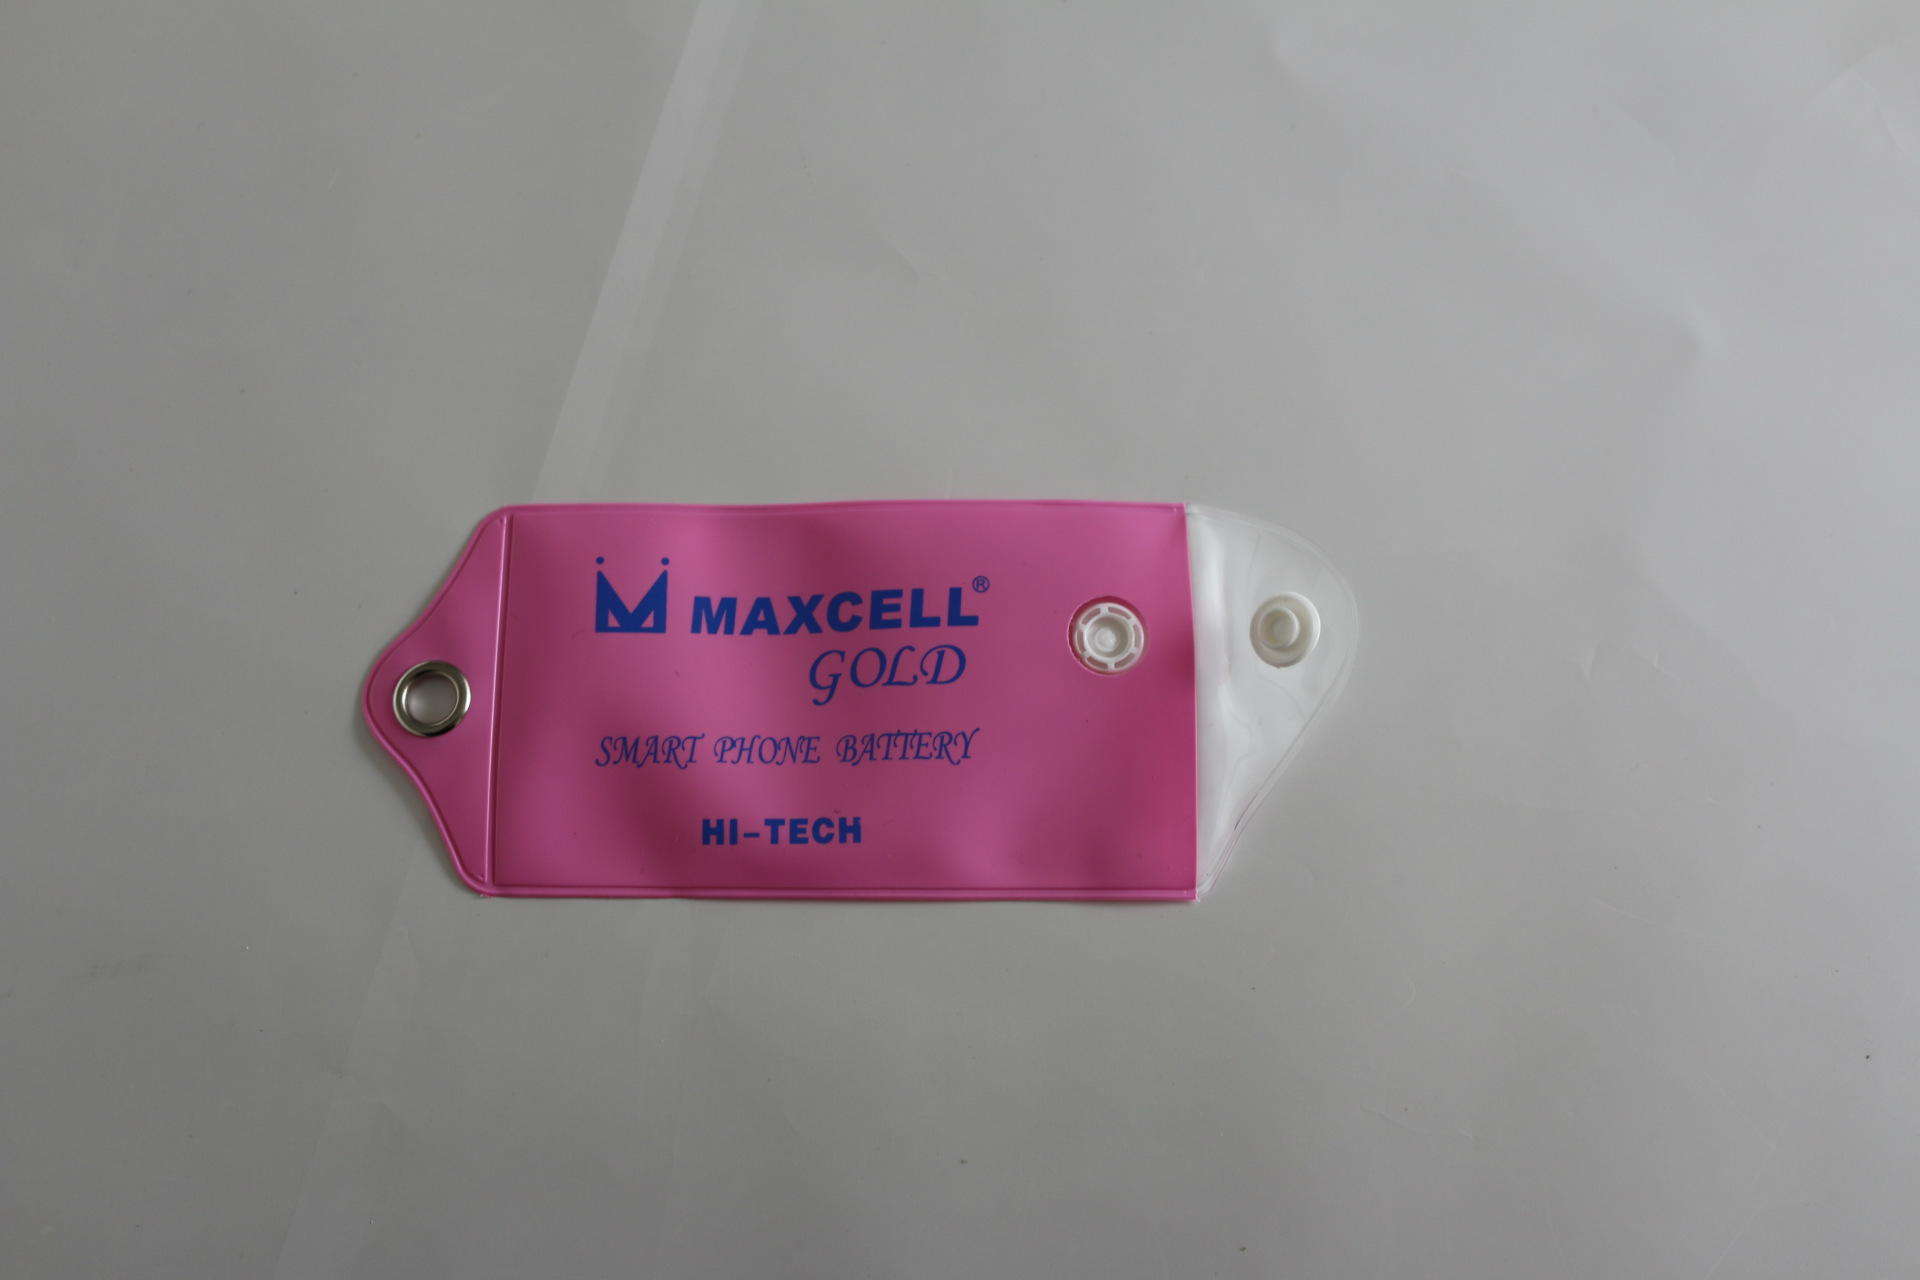 MAXCELL®
GOLD
SMART PHONE BATTERY
HI-TECH